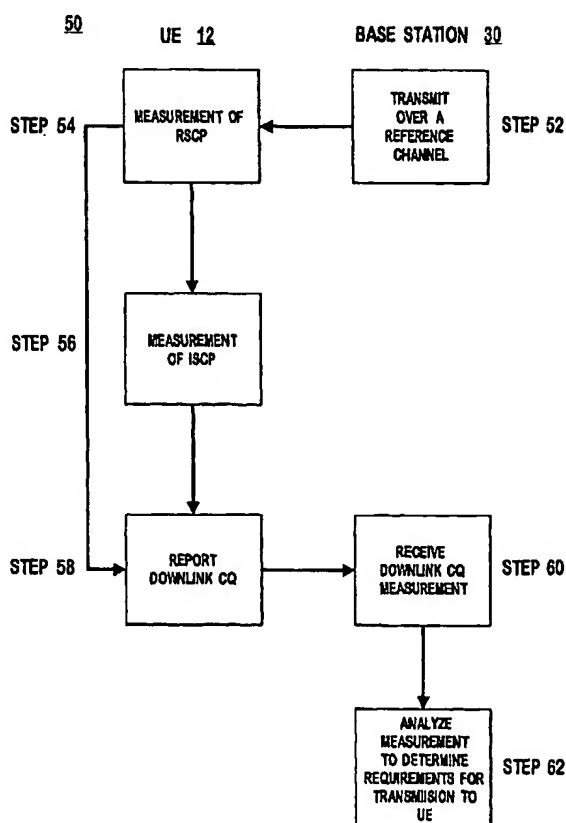 50
UE 12
BASE STATION 30
STEP 54
MEASUREMENT OF
RSCP
TRANSMIT
OVER A
REFERENCE
CHANNEL
STEP 52
STEP 56
MEASUREMENT
OF ISCP
STEP 58
REPORT
DOWNLINK CQ
RECEIVE
DOWNLINK CQ
MEASUREMENT
STEP 60
ANALYZE
MEASUREMENT
TO DETERMINE
REQUIREMENTS FOR
TRANSMISION TO
UE
STEP 62